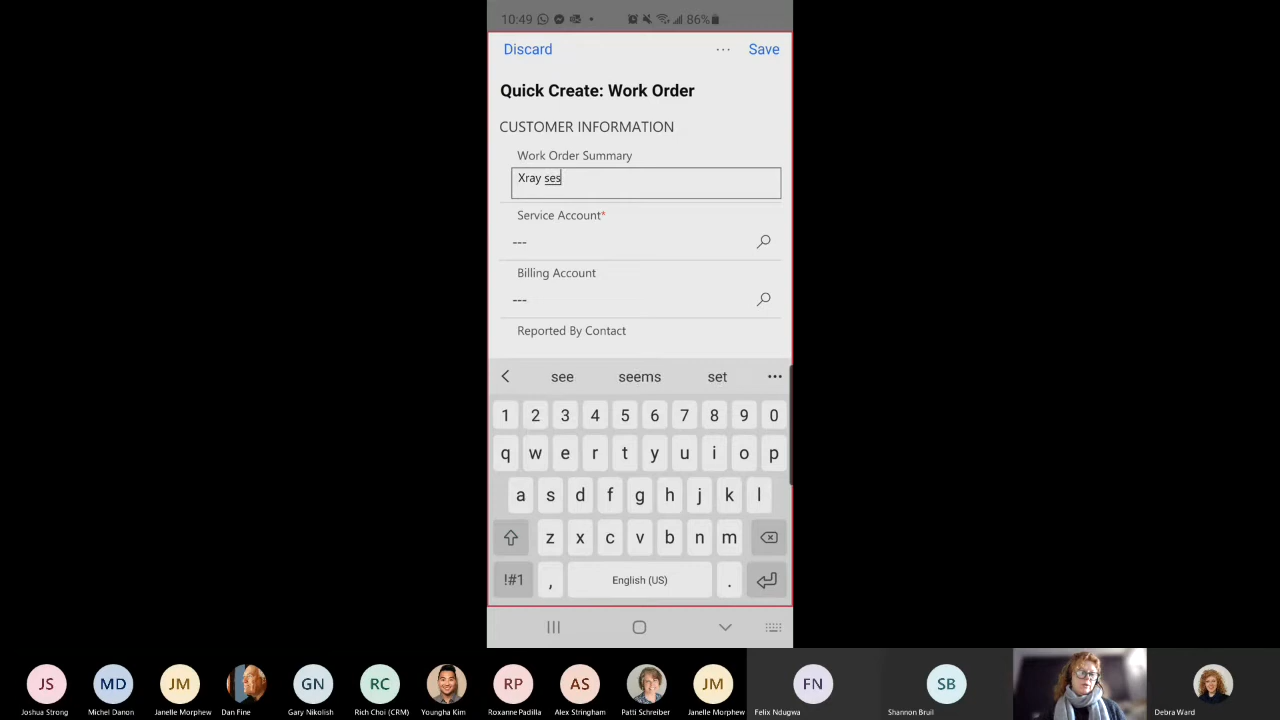 10:49 86%
Discard ... Save
Quick Create: Work Order
CUSTOMER INFORMATION
Work Order Summary
Xray ses
Service Account*
---
Billing Account
---
Reported By Contact
see seems set ...
1 2 3 4 5 6 7 8 9 0
q w e r t y u i o p
a s d f g h j k l
z x c v b n m
!#1 , English (US) .
JS MD JM GN RC RP AS JM FN SB
Joshua Strong Michel Danon Janelle Morphew Dan Fine Gary Nikolish Rich Choi (CRM) Youngha Kim Roxanne Padilla Alex Stringham Patti Schreiber Janelle Morphew Felix Ndugwa Shannon Bruil Debra Ward